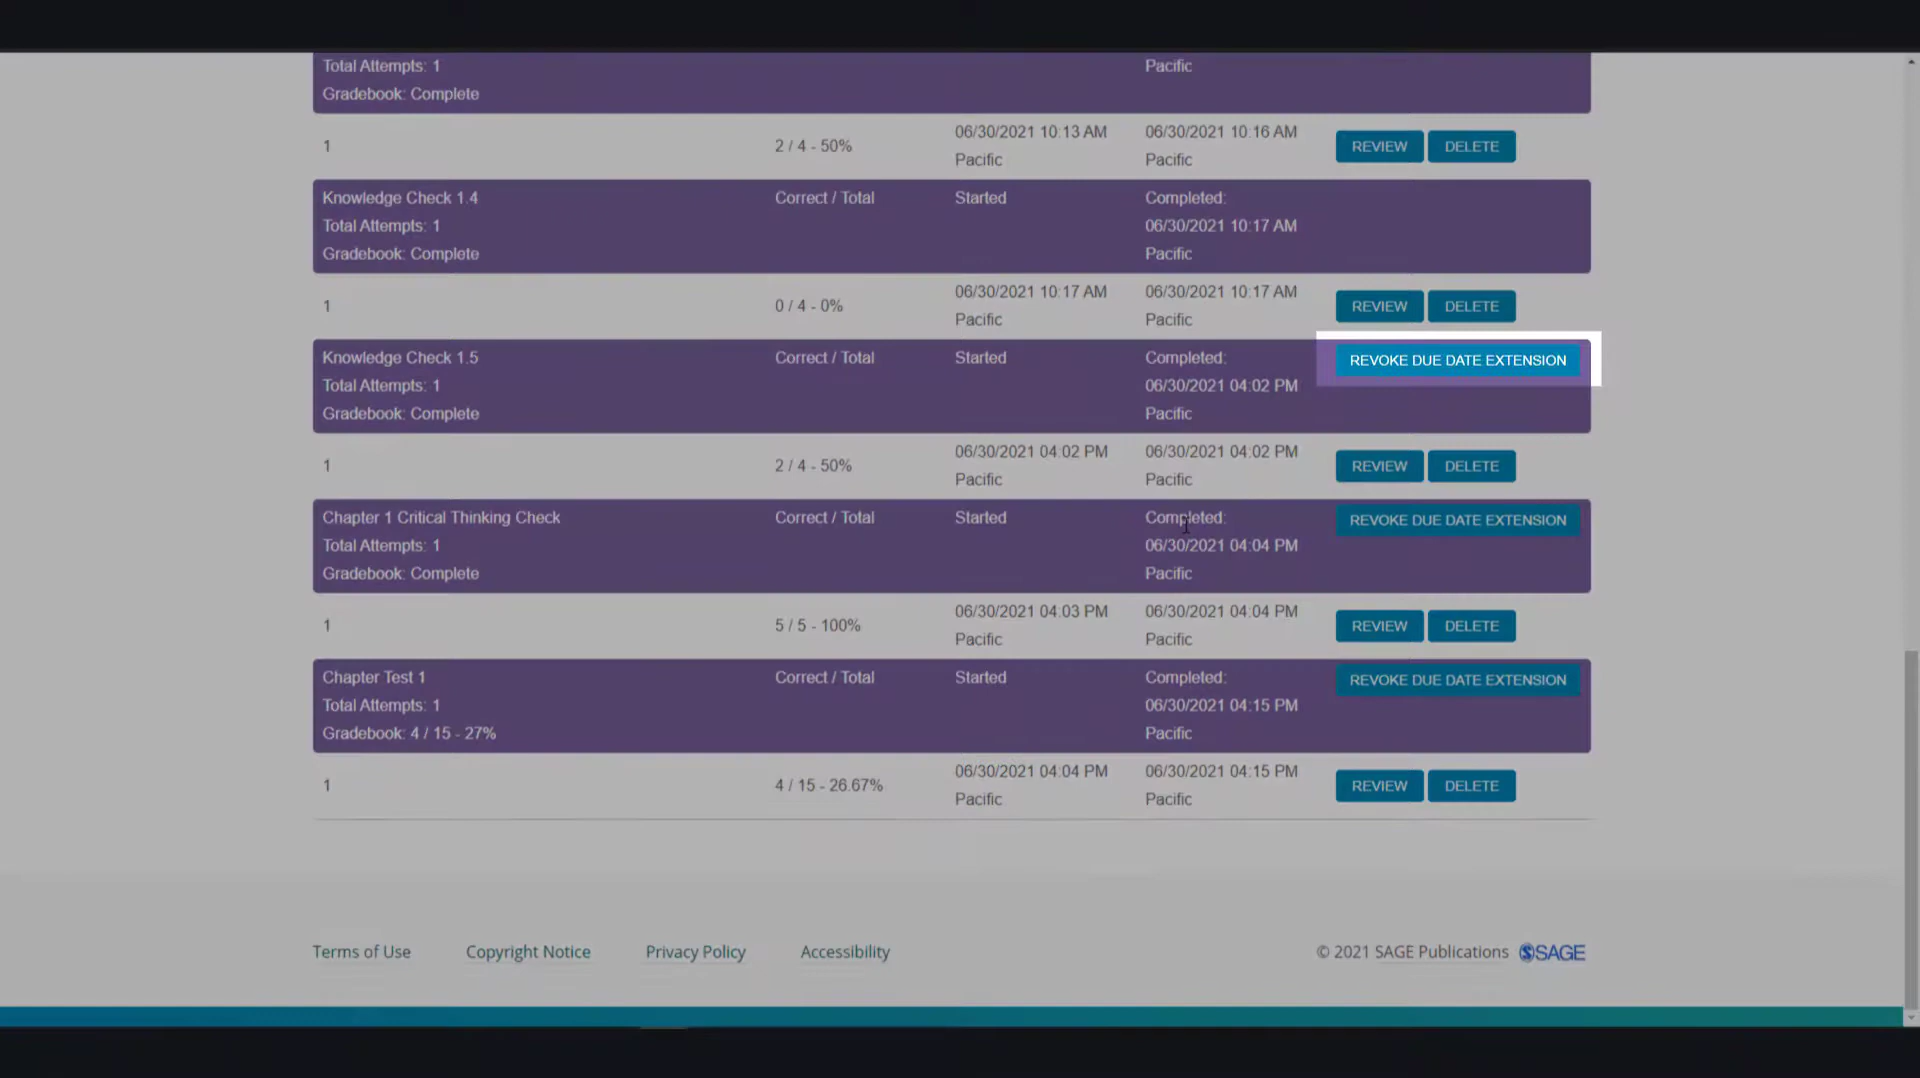 Total Attempts: 1
Pacific
Gradebook: Complete
1
2 / 4 - 50%
06/30/2021 10:13 AM
Pacific
06/30/2021 10:16 AM
Pacific
REVIEW
DELETE
Knowledge Check 1.4
Correct / Total
Started
Completed:
Total Attempts: 1
06/30/2021 10:17 AM
Gradebook: Complete
Pacific
1
0 / 4 - 0%
06/30/2021 10:17 AM
Pacific
06/30/2021 10:17 AM
Pacific
REVIEW
DELETE
Knowledge Check 1.5
Correct / Total
Started
Completed:
REVOKE DUE DATE EXTENSION
Total Attempts: 1
06/30/2021 04:02 PM
Gradebook: Complete
Pacific
1
2 / 4 - 50%
06/30/2021 04:02 PM
Pacific
06/30/2021 04:02 PM
Pacific
REVIEW
DELETE
Chapter 1 Critical Thinking Check
Correct / Total
Started
Completed:
REVOKE DUE DATE EXTENSION
Total Attempts: 1
06/30/2021 04:04 PM
Gradebook: Complete
Pacific
1
5 / 5 - 100%
06/30/2021 04:03 PM
Pacific
06/30/2021 04:04 PM
Pacific
REVIEW
DELETE
Chapter Test 1
Correct / Total
Started
Completed:
REVOKE DUE DATE EXTENSION
Total Attempts: 1
06/30/2021 04:15 PM
Gradebook: 4 / 15 - 27%
Pacific
1
4 / 15 - 26.67%
06/30/2021 04:04 PM
Pacific
06/30/2021 04:15 PM
Pacific
REVIEW
DELETE
Terms of Use
Copyright Notice
Privacy Policy
Accessibility
© 2021 SAGE Publications
SAGE